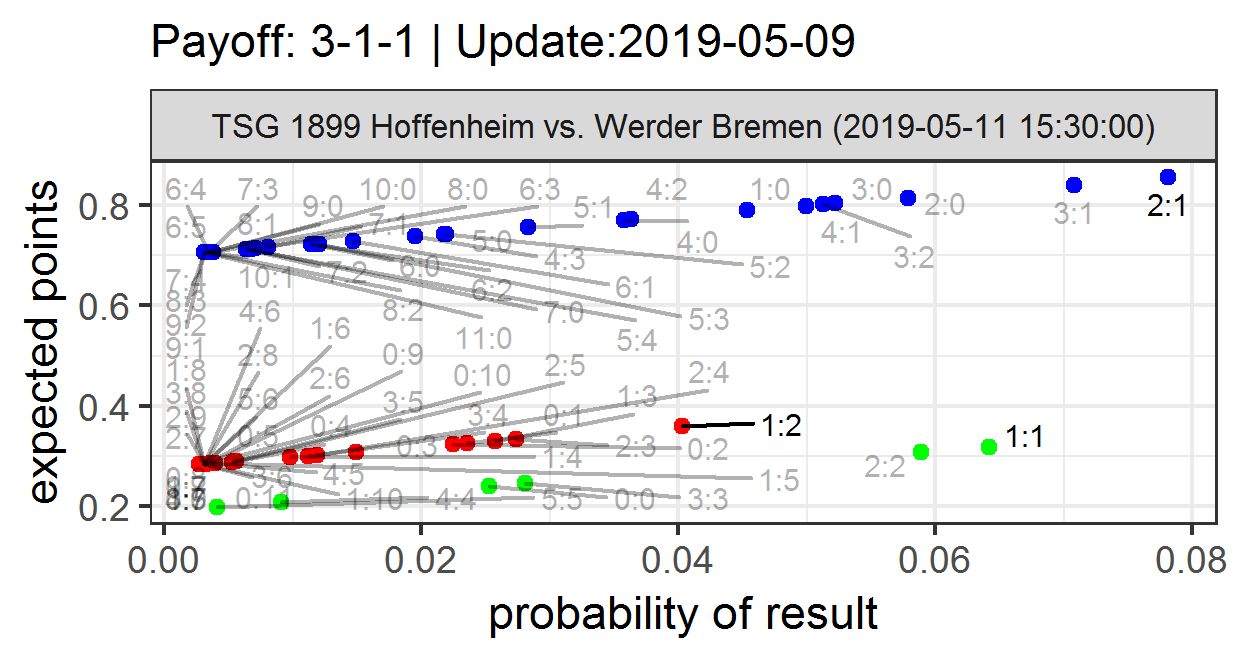 Payoff: 3-1-1 | Update:2019-05-09
TSG 1899 Hoffenheim vs. Werder Bremen (2019-05-11 15:30:00)
expected points
0.8
0.6
0.4
0.2
6:4 7:3 10:0 8:0 6:3 4:2 1:0 3:0
9:0 5:1 2:0 2:1
6:5 8:1 7:1 3:1
5:0 4:0 4:1
4:3 3:2
10:1 7:2 6:0 5:2
6:2 6:1
9:2 4:6 8:2 7:0 5:3
1:6 11:0 5:4
9:1 2:8 0:9
1:8 2:6 0:10 2:5 2:4
3:8 5:6 3:5 1:3
2:9 0:4 3:4 0:1 1:2
2:7 0:5 0:3 2:3 0:2 1:1
1:4 2:2
3:6 4:5 1:5
0:11 1:10 4:4 5:5 0:0 3:3
0.00 0.02 0.04 0.06 0.08
probability of result